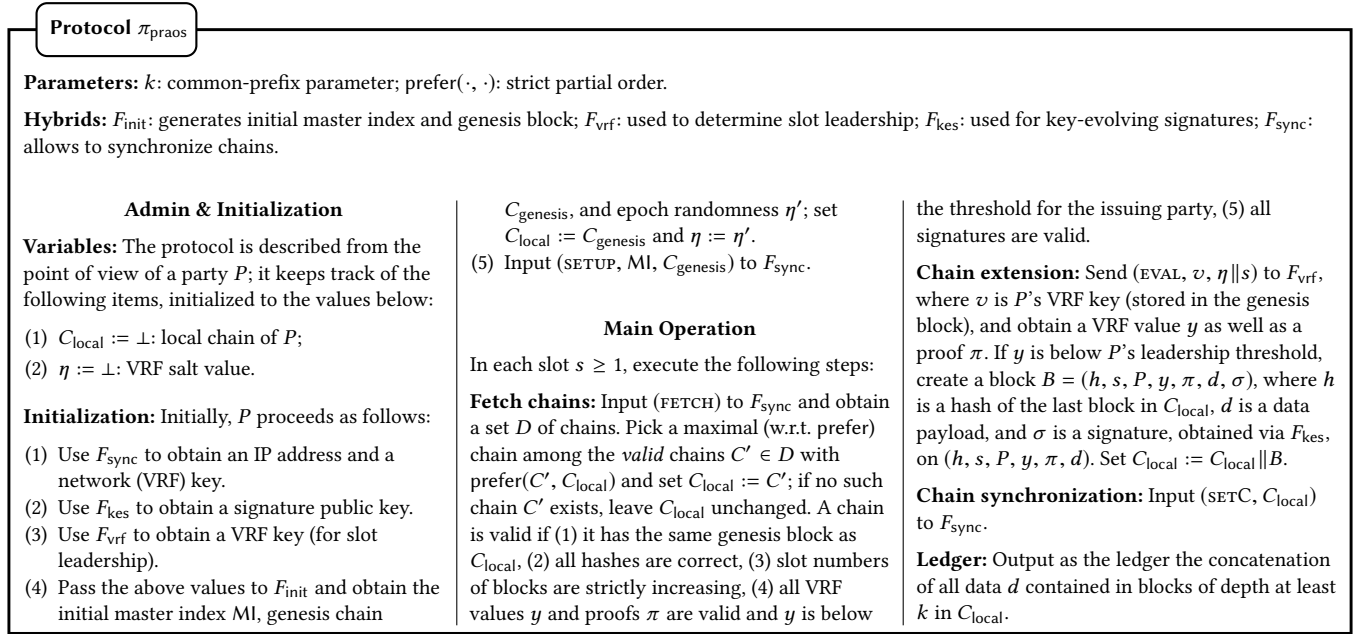 Protocol π_praos
Parameters: k: common-prefix parameter; prefer(·, ·): strict partial order.
Hybrids: F_init: generates initial master index and genesis block; F_vrf: used to determine slot leadership; F_kes: used for key-evolving signatures; F_sync:
allows to synchronize chains.
Admin & Initialization
Variables: The protocol is described from the
point of view of a party P; it keeps track of the
following items, initialized to the values below:
(1) C_local := ⊥: local chain of P;
(2) η := ⊥: VRF salt value.
Initialization: Initially, P proceeds as follows:
(1) Use F_sync to obtain an IP address and a
network (VRF) key.
(2) Use F_kes to obtain a signature public key.
(3) Use F_vrf to obtain a VRF key (for slot
leadership).
(4) Pass the above values to F_init and obtain the
initial master index MI, genesis chain
C_genesis, and epoch randomness η′; set
C_local := C_genesis and η := η′.
(5) Input (SETUP, MI, C_genesis) to F_sync.
Main Operation
In each slot s ≥ 1, execute the following steps:
Fetch chains: Input (FETCH) to F_sync and obtain
a set D of chains. Pick a maximal (w.r.t. prefer)
chain among the valid chains C′ ∈ D with
prefer(C′, C_local) and set C_local := C′; if no such
chain C′ exists, leave C_local unchanged. A chain
is valid if (1) it has the same genesis block as
C_local, (2) all hashes are correct, (3) slot numbers
of blocks are strictly increasing, (4) all VRF
values y and proofs π are valid and y is below
the threshold for the issuing party, (5) all
signatures are valid.
Chain extension: Send (EVAL, v, η∥s) to F_vrf,
where v is P's VRF key (stored in the genesis
block), and obtain a VRF value y as well as a
proof π. If y is below P's leadership threshold,
create a block B = (h, s, P, y, π, d, σ), where h
is a hash of the last block in C_local, d is a data
payload, and σ is a signature, obtained via F_kes,
on (h, s, P, y, π, d). Set C_local := C_local∥B.
Chain synchronization: Input (SETC, C_local)
to F_sync.
Ledger: Output as the ledger the concatenation
of all data d contained in blocks of depth at least
k in C_local.